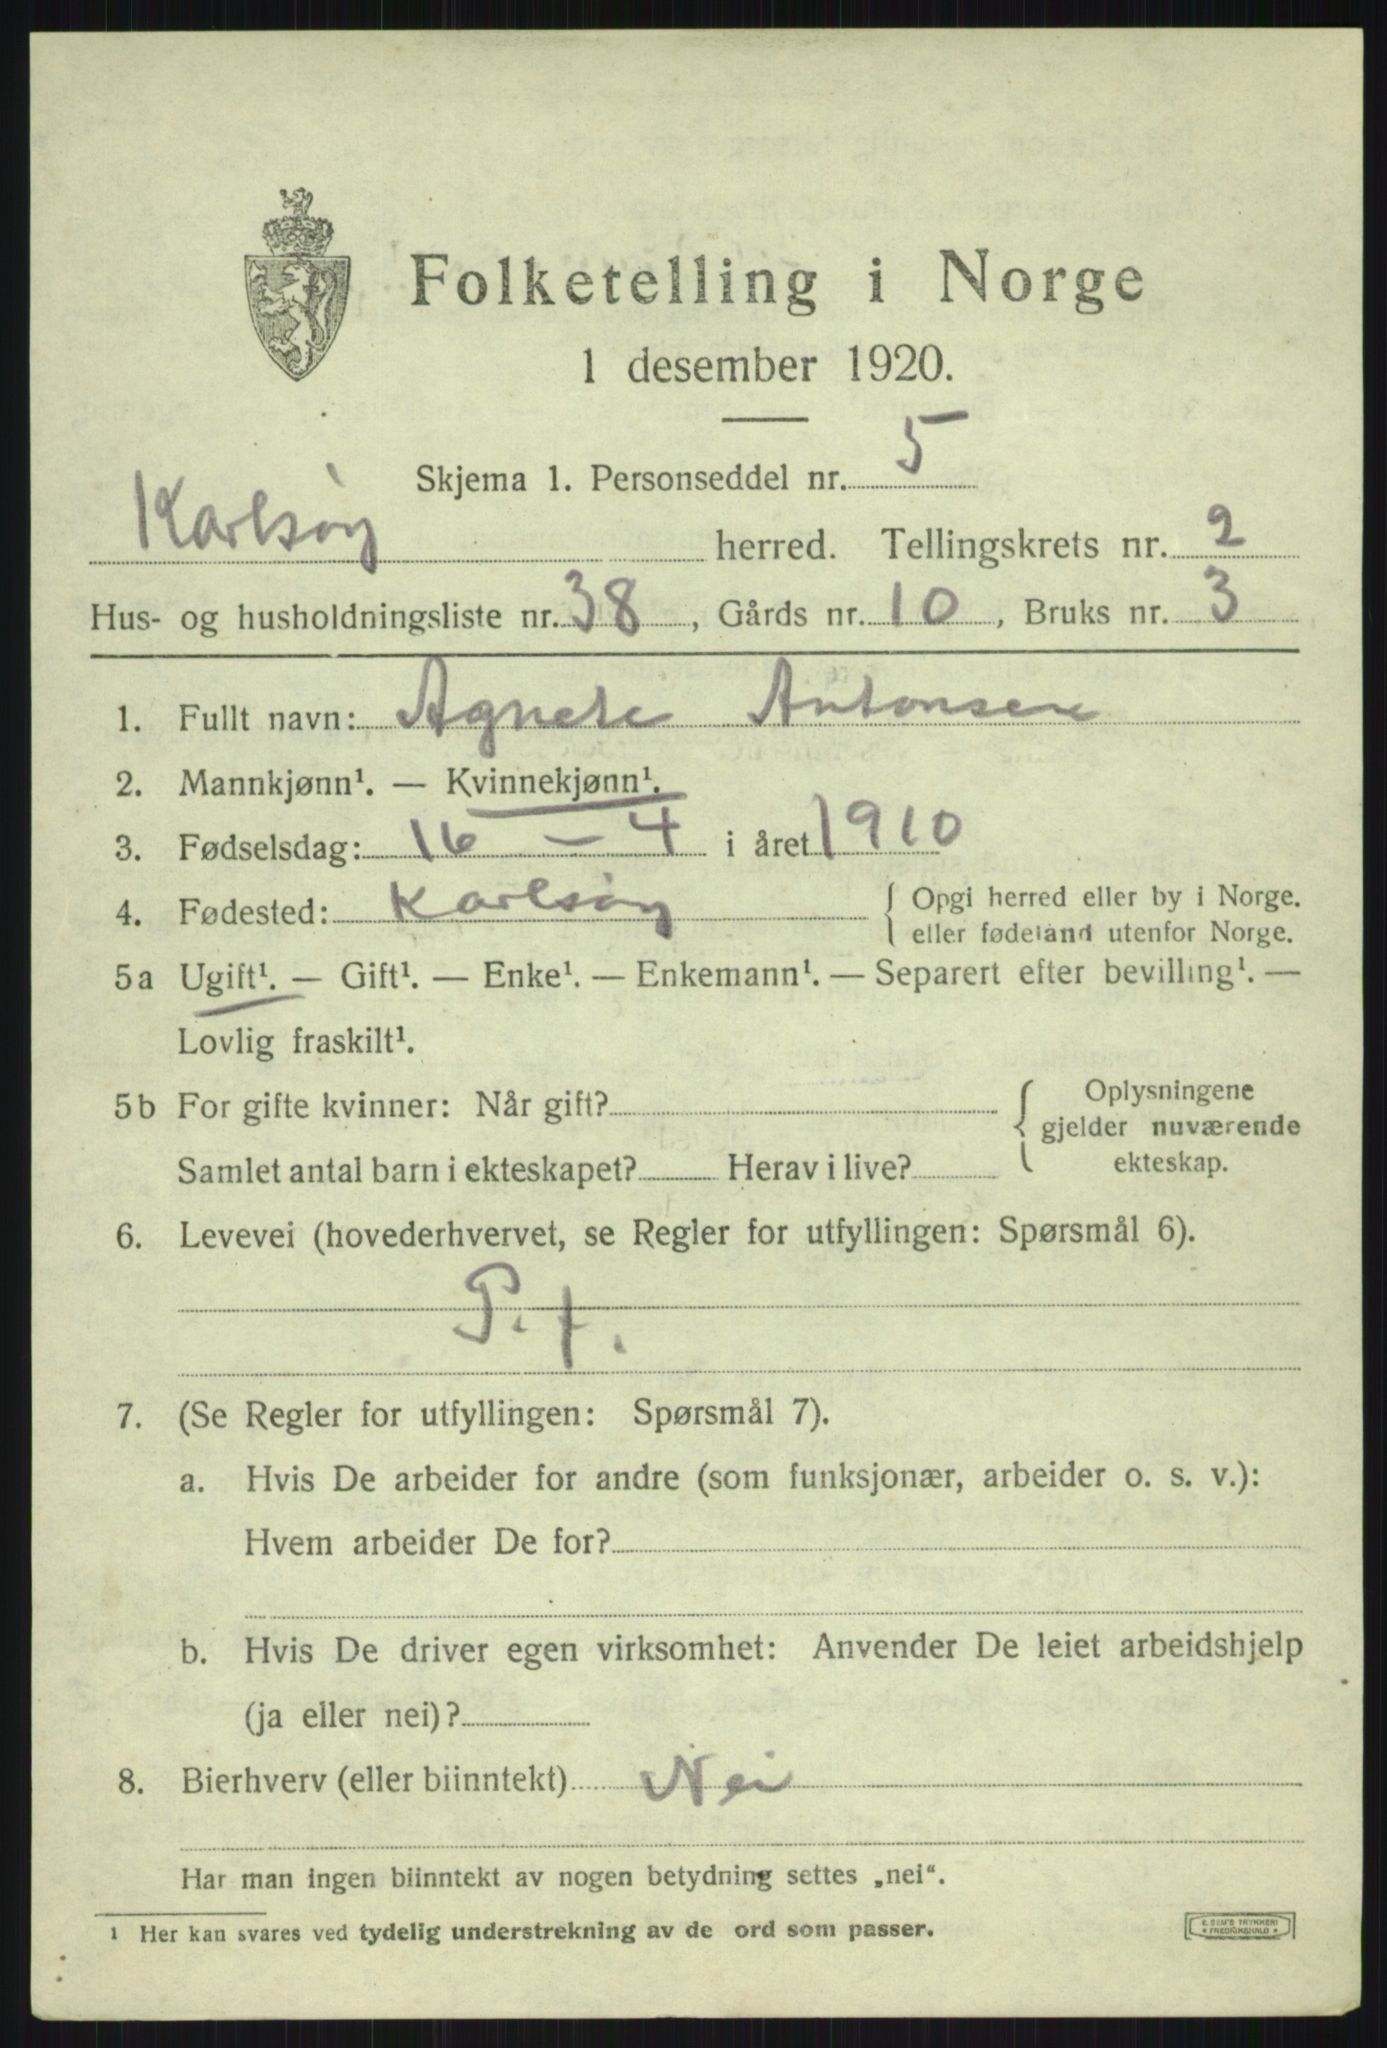 Folketelling i Norge
1 desember 1920.
Skjema 1. Personseddel nr. 5
Karlsøy herred. Tellingskrets nr. 2
Hus- og husholdningsliste nr. 38, Gårds nr. 10, Bruks nr. 3
1. Fullt navn: Agnete Antonsen
2. Mannkjønn¹. — Kvinnekjønn¹.
3. Fødselsdag: 16 - 4 i året 1910
4. Fødested: Karlsøy { Opgi herred eller by i Norge.
eller fødeland utenfor Norge.
5a Ugift¹. — Gift¹. — Enke¹. — Enkemann¹. — Separert efter bevilling¹. —
Lovlig fraskilt¹.
5b For gifte kvinner: Når gift? { Oplysningene
gjelder nuværende
Samlet antal barn i ekteskapet? Herav i live? ekteskap.
6. Levevei (hovederhvervet, se Regler for utfyllingen: Spørsmål 6).
P. f.
7. (Se Regler for utfyllingen: Spørsmål 7).
a. Hvis De arbeider for andre (som funksjonær, arbeider o. s. v.):
Hvem arbeider De for?
b. Hvis De driver egen virksomhet: Anvender De leiet arbeidshjelp
(ja eller nei)?
8. Bierhverv (eller biinntekt) Nei
Har man ingen biinntekt av nogen betydning settes „nei“.
¹ Her kan svares ved tydelig understrekning av de ord som passer.
E. SEM'S TRYKKERI
FREDRIKSHALD